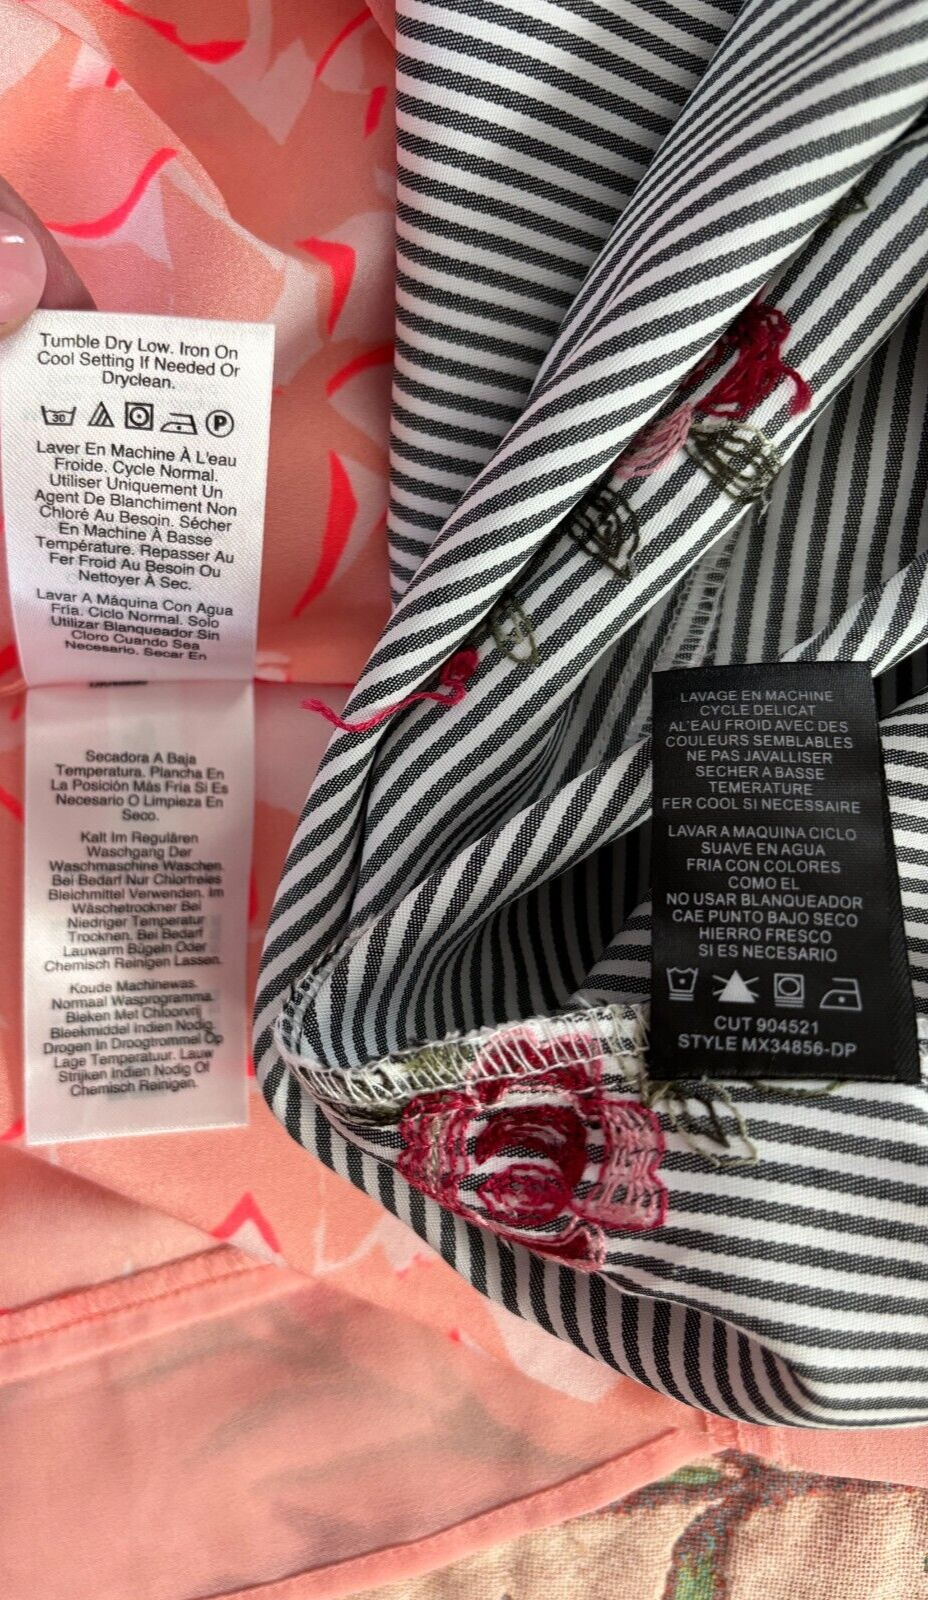 Tumble Dry Low. Iron On
Cool Setting If Needed Or
Dryclean.
30 P
Laver En Machine À L'eau
Froide. Cycle Normal.
Utiliser Uniquement Un
Agent De Blanchiment Non
Chloré Au Besoin. Sécher
En Machine À Basse
Température. Repasser Au
Fer Froid Au Besoin Ou
Nettoyer À Sec.
Lavar A Máquina Con Agua
Fría. Ciclo Normal. Solo
Utilizar Blanqueador Sin
Cloro Cuando Sea
Necesario. Secar En
Secadora A Baja
Temperatura. Plancha En
La Posición Más Fria Si Es
Necesario O Limpieza En
Seco.
Kalt Im Regulären
Waschgang Der
Waschmaschine Waschen.
Bei Bedarf Nur Chlorfreies
Bleichmittel Verwenden. Im
Wäschetrockner Bei
Niedriger Temperatur
Trocknen. Bei Bedarf
Lauwarm Bügeln Oder
Chemisch Reinigen Lassen.
Koude Machinewas.
Normaal Wasprogramma.
Bleken Met Chloorvrij
Bleekmiddel Indien Nodig.
Drogen In Droogtrommel Op
Lage Temperatuur. Lauw
Strijken Indien Nodig Of
Chemisch Reinigen.
LAVAGE EN MACHINE
CYCLE DELICAT
AL'EAU FROID AVEC DES
COULEURS SEMBLABLES
NE PAS JAVALLISER
SECHER A BASSE
TEMERATURE
FER COOL SI NECESSAIRE
LAVAR A MAQUINA CICLO
SUAVE EN AGUA
FRIA CON COLORES
COMO EL
NO USAR BLANQUEADOR
CAE PUNTO BAJO SECO
HIERRO FRESCO
SI ES NECESARIO
CUT 904521
STYLE MX34856-DP